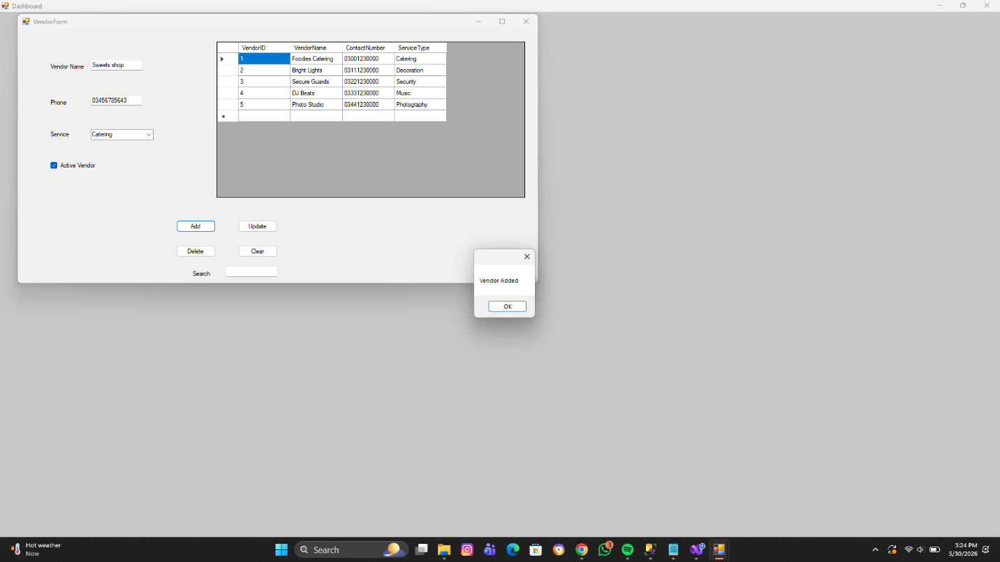 Dashboard
VendorForm
Vendor Name Sweets shop
Phone 03456785643
Service Catering
Active Vendor
VendorID VendorName ContactNumber ServiceType
1 Foodies Catering 03001230000 Catering
2 Bright Lights 03111230000 Decoration
3 Secure Guards 03221230000 Security
4 DJ Beats 03331230000 Music
5 Photo Studio 03441230000 Photography
Add Update
Delete Clear
Search
Vendor Added
OK
Hot weather
Now
Search
3
3:24 PM
5/30/2026